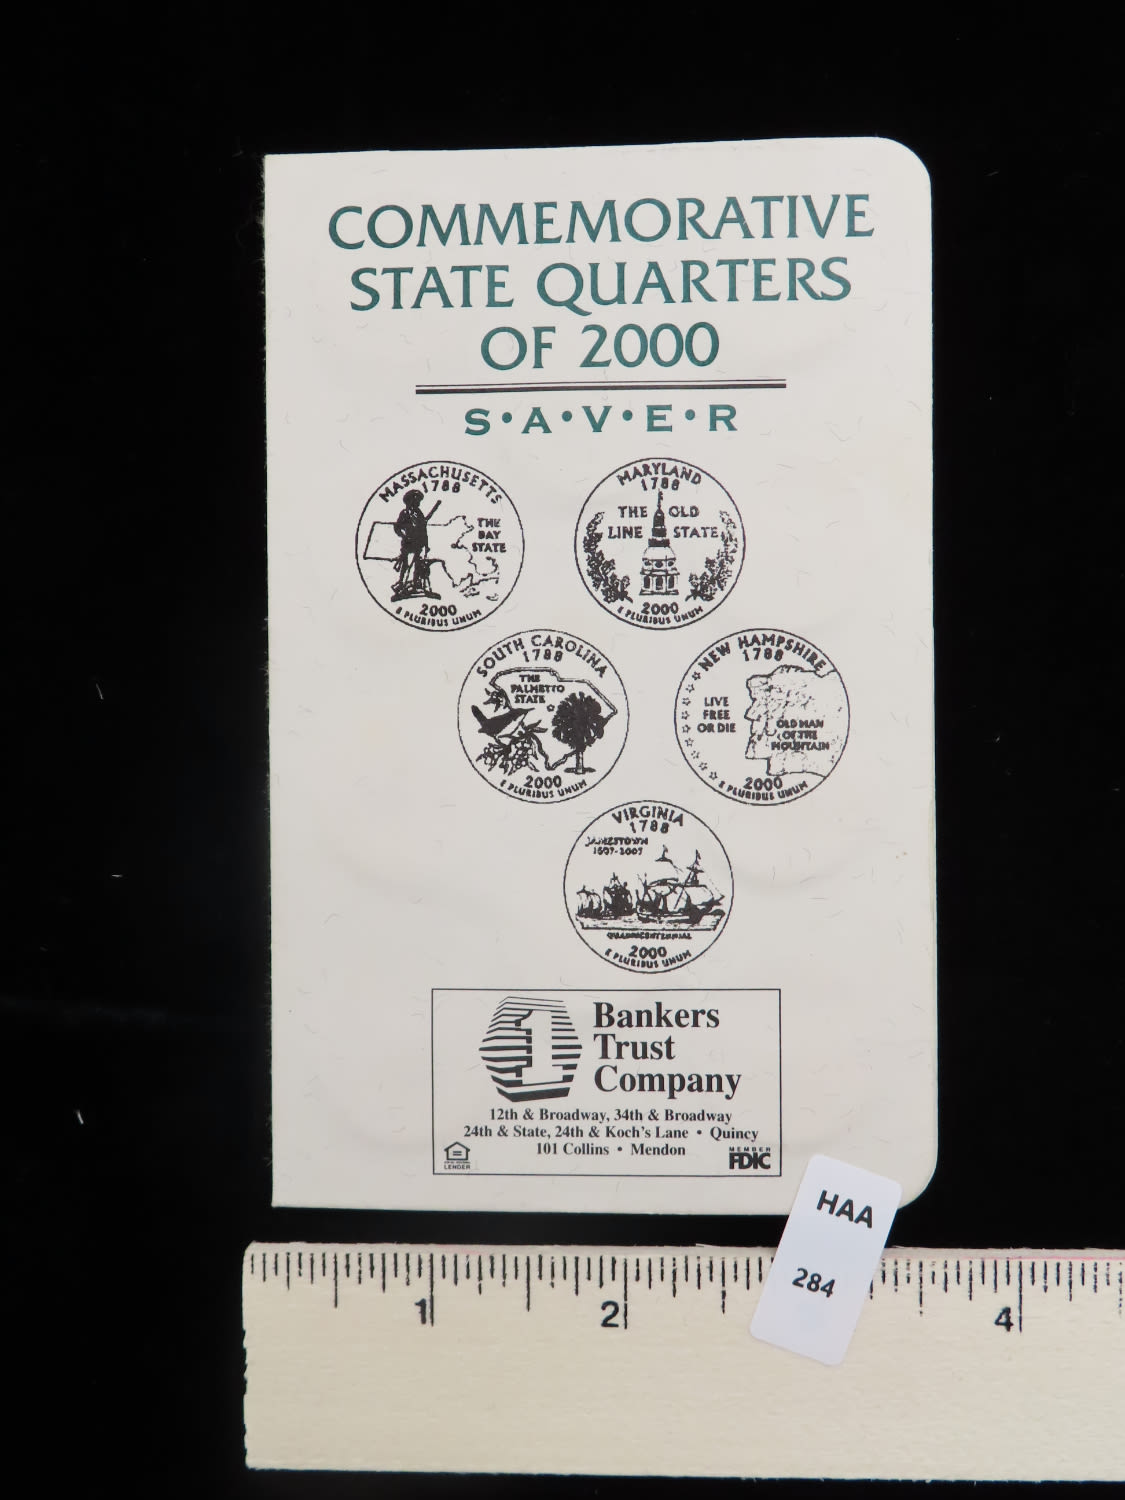 COMMEMORATIVE
STATE QUARTERS
OF 2000
S•A•V•E•R
MASSACHUSETTS
1788
THE
BAY
STATE
2000
E PLURIBUS UNUM
MARYLAND
1788
THE OLD
LINE STATE
2000
E PLURIBUS UNUM
SOUTH CAROLINA
1788
THE
PALMETTO
STATE
2000
E PLURIBUS UNUM
NEW HAMPSHIRE
1788
LIVE
FREE
OR DIE
OLD MAN
OF THE
MOUNTAIN
2000
E PLURIBUS UNUM
VIRGINIA
1788
JAMESTOWN
1607-2007
QUADRICENTENNIAL
2000
E PLURIBUS UNUM
1
Bankers
Trust
Company
12th & Broadway, 34th & Broadway
24th & State, 24th & Koch's Lane • Quincy
101 Collins • Mendon
LENDER
MEMBER
FDIC
HAA
284
1 2 4